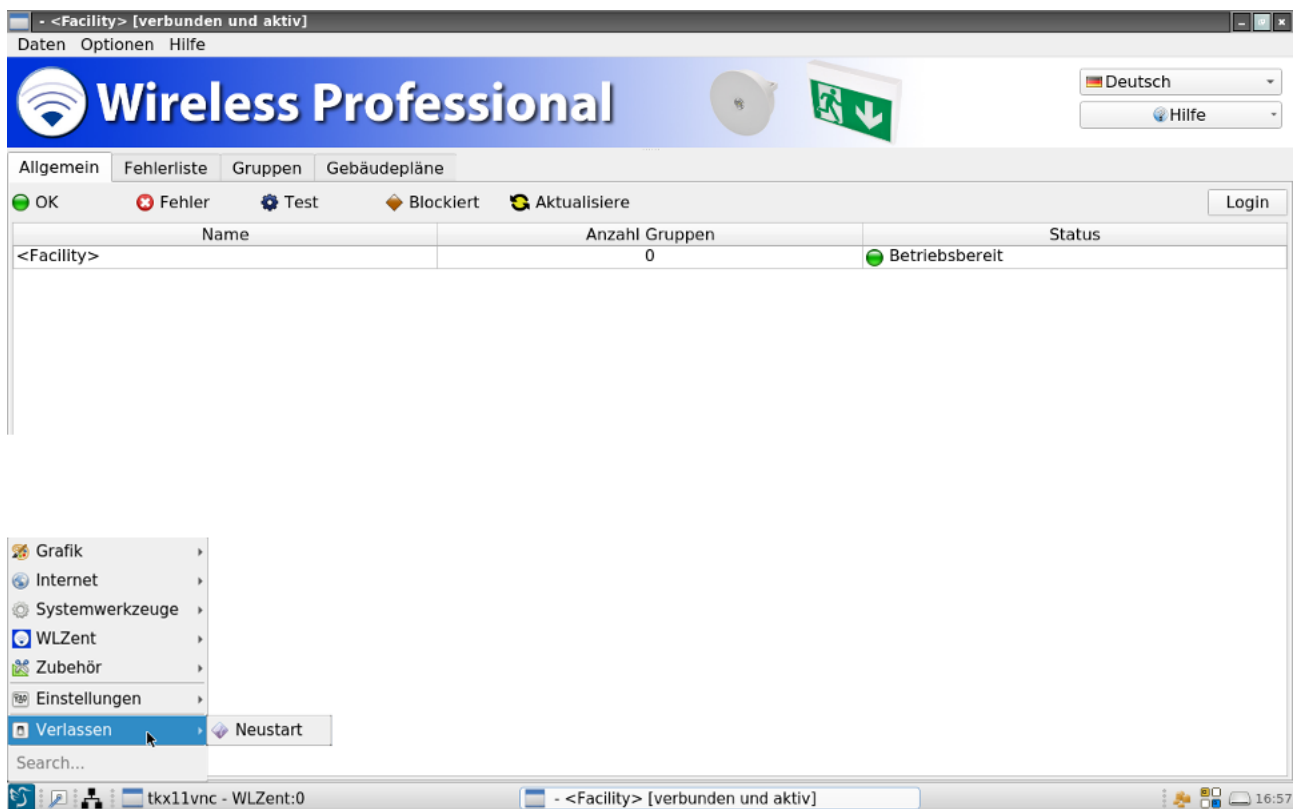 - <Facility> [verbunden und aktiv]
Daten Optionen Hilfe
Wireless Professional
Deutsch
Hilfe
Allgemein Fehlerliste Gruppen Gebäudepläne
OK Fehler Test Blockiert Aktualisiere Login
Name Anzahl Gruppen Status
<Facility> 0 Betriebsbereit
Grafik
Internet
Systemwerkzeuge
WLZent
Zubehör
Einstellungen
Verlassen Neustart
Search...
tkx11vnc - WLZent:0 - <Facility> [verbunden und aktiv] 16:57